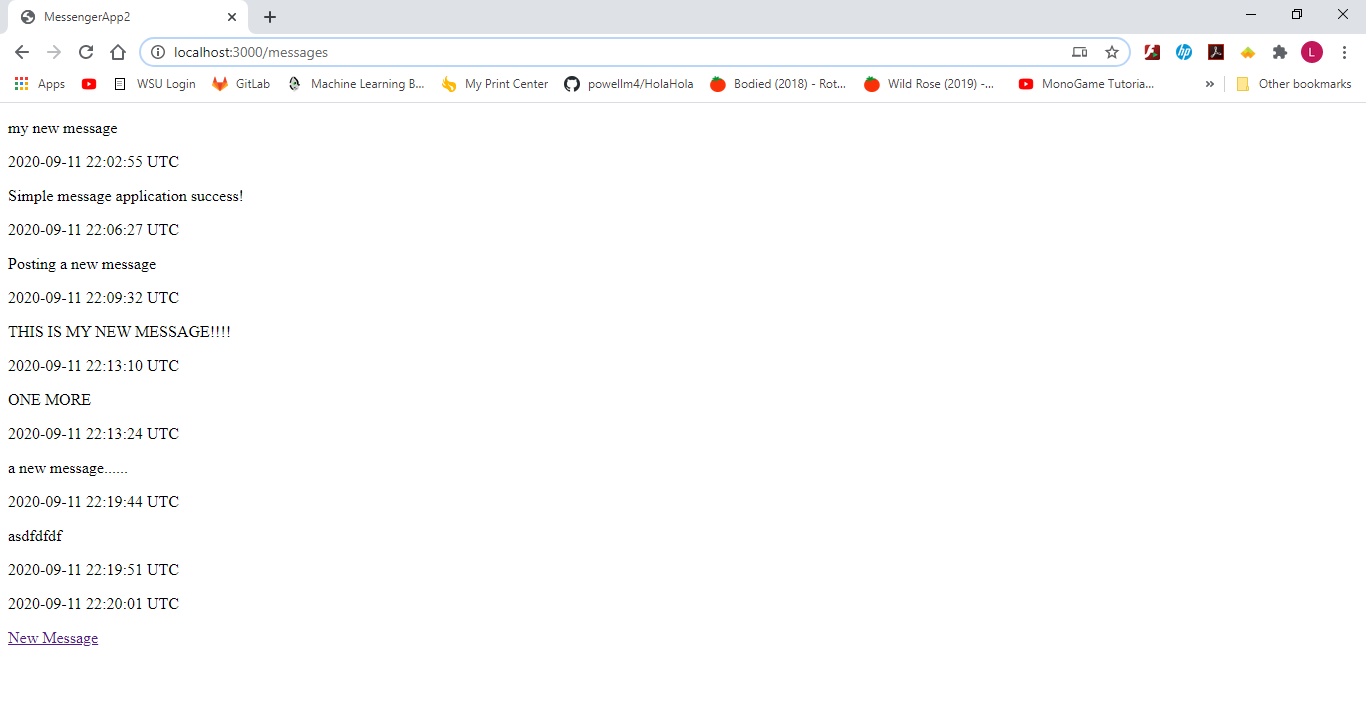 MessengerApp2
localhost:3000/messages
L
Apps WSU Login GitLab Machine Learning B... My Print Center powellm4/HolaHola Bodied (2018) - Rot... Wild Rose (2019) -... MonoGame Tutoria... » Other bookmarks
my new message
2020-09-11 22:02:55 UTC
Simple message application success!
2020-09-11 22:06:27 UTC
Posting a new message
2020-09-11 22:09:32 UTC
THIS IS MY NEW MESSAGE!!!!
2020-09-11 22:13:10 UTC
ONE MORE
2020-09-11 22:13:24 UTC
a new message......
2020-09-11 22:19:44 UTC
asdfdfdf
2020-09-11 22:19:51 UTC
2020-09-11 22:20:01 UTC
New Message